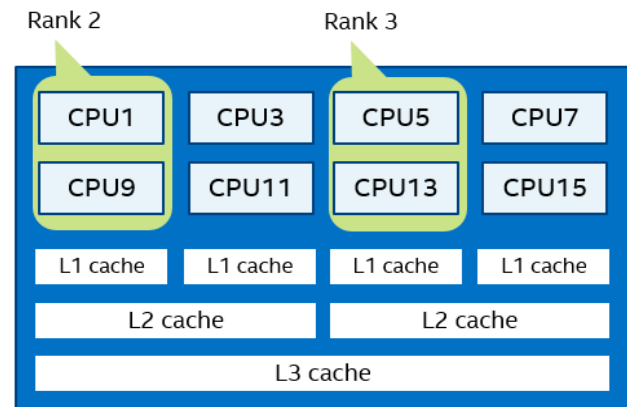 Rank 2
Rank 3
CPU1
CPU3
CPU5
CPU7
CPU9
CPU11
CPU13
CPU15
L1 cache
L1 cache
L1 cache
L1 cache
L2 cache
L2 cache
L3 cache